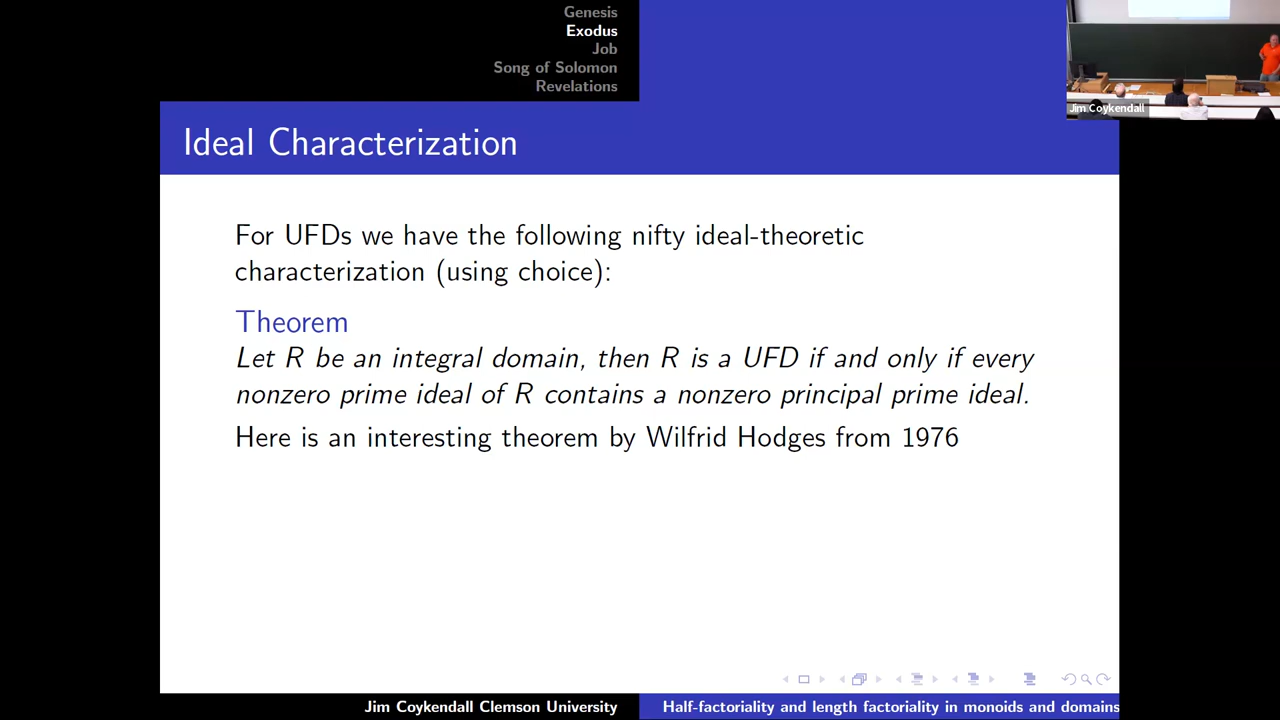 Genesis
Exodus
Job
Song of Solomon
Revelations
Jim Coykendall
Ideal Characterization
For UFDs we have the following nifty ideal-theoretic
characterization (using choice):
Theorem
Let R be an integral domain, then R is a UFD if and only if every
nonzero prime ideal of R contains a nonzero principal prime ideal.
Here is an interesting theorem by Wilfrid Hodges from 1976
Jim Coykendall Clemson University
Half-factoriality and length factoriality in monoids and domains